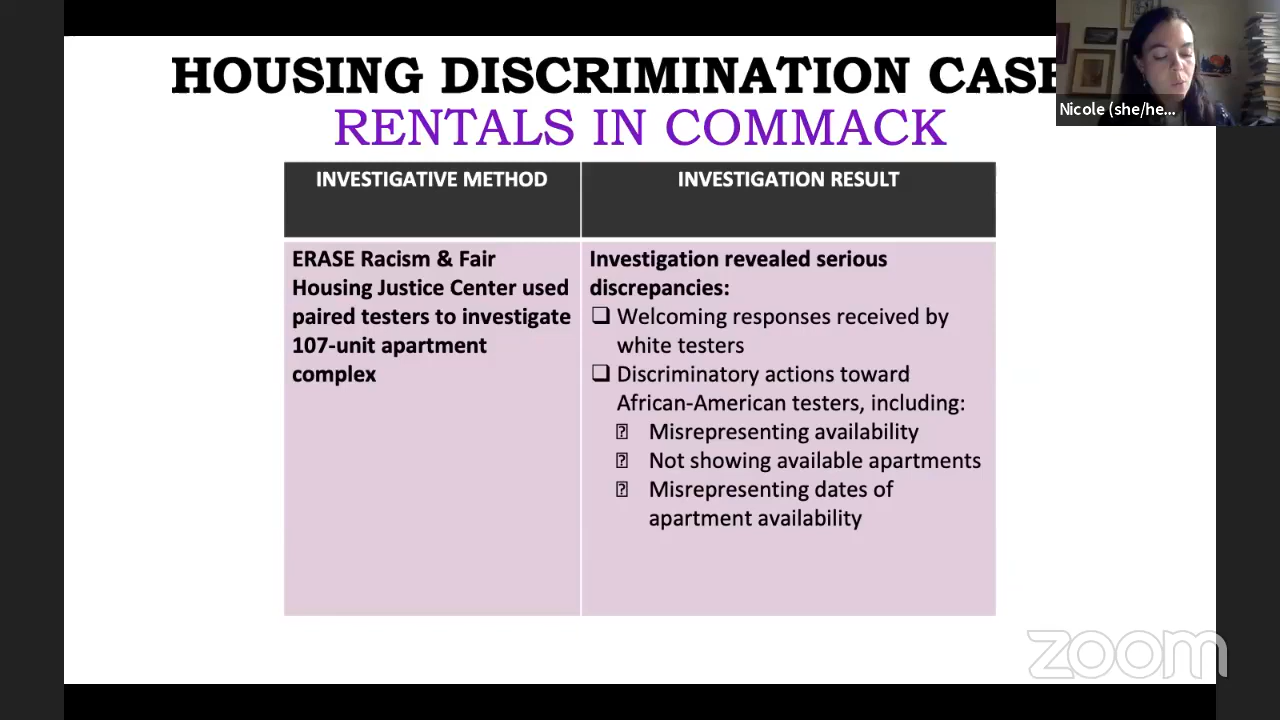 HOUSING DISCRIMINATION CASE
RENTALS IN COMMACK
Nicole (she/he...
INVESTIGATIVE METHOD
INVESTIGATION RESULT
ERASE Racism & Fair
Housing Justice Center used
paired testers to investigate
107-unit apartment
complex
Investigation revealed serious
discrepancies:
❑ Welcoming responses received by
white testers
❑ Discriminatory actions toward
African-American testers, including:
⍰ Misrepresenting availability
⍰ Not showing available apartments
⍰ Misrepresenting dates of
apartment availability
zoom